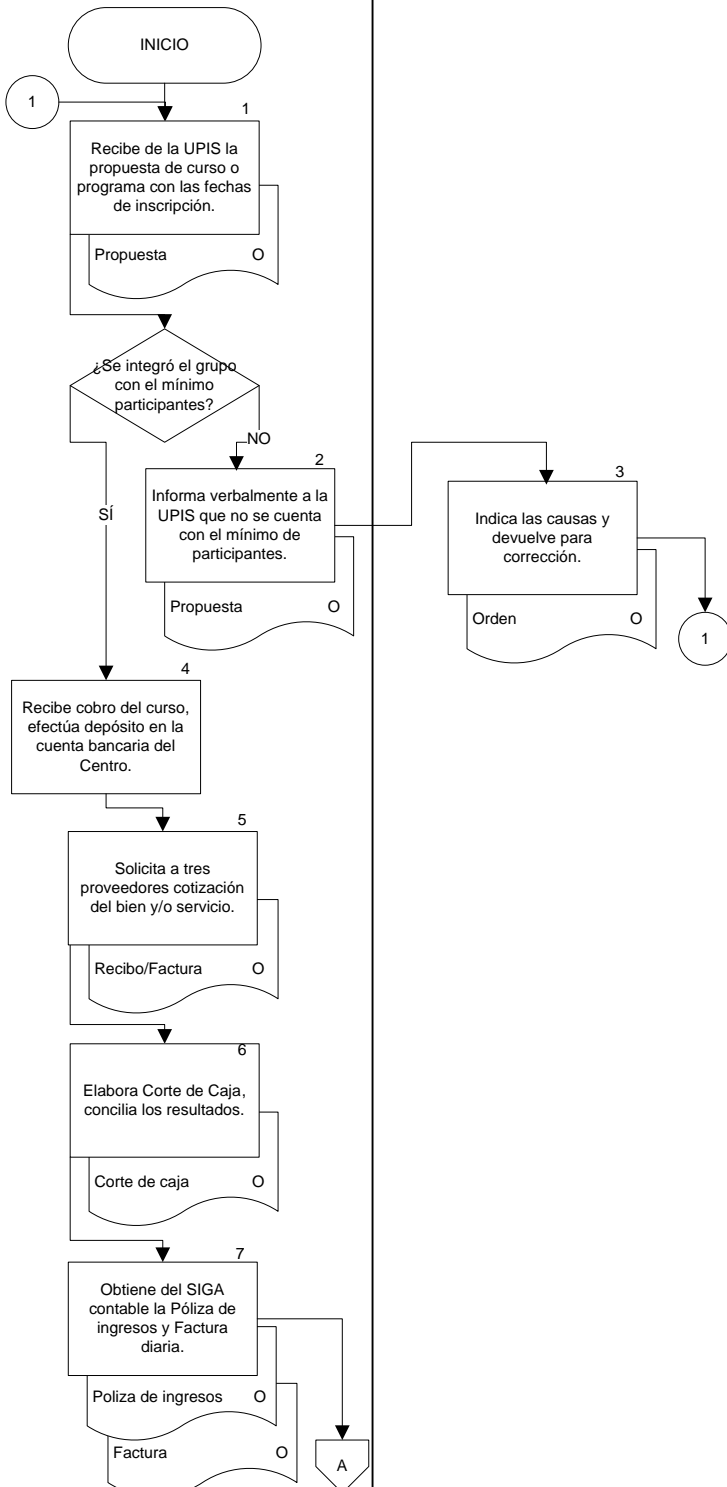 INICIO
1
1
Recibe de la UPIS la
propuesta de curso o
programa con las fechas
de inscripción.
Propuesta O
¿Se integró el grupo
con el mínimo
participantes?
NO
SÍ
2
Informa verbalmente a la
UPIS que no se cuenta
con el mínimo de
participantes.
Propuesta O
3
Indica las causas y
devuelve para
corrección.
Orden O
1
4
Recibe cobro del curso,
efectúa depósito en la
cuenta bancaria del
Centro.
5
Solicita a tres
proveedores cotización
del bien y/o servicio.
Recibo/Factura O
6
Elabora Corte de Caja,
concilia los resultados.
Corte de caja O
7
Obtiene del SIGA
contable la Póliza de
ingresos y Factura
diaria.
Poliza de ingresos O
Factura O
A